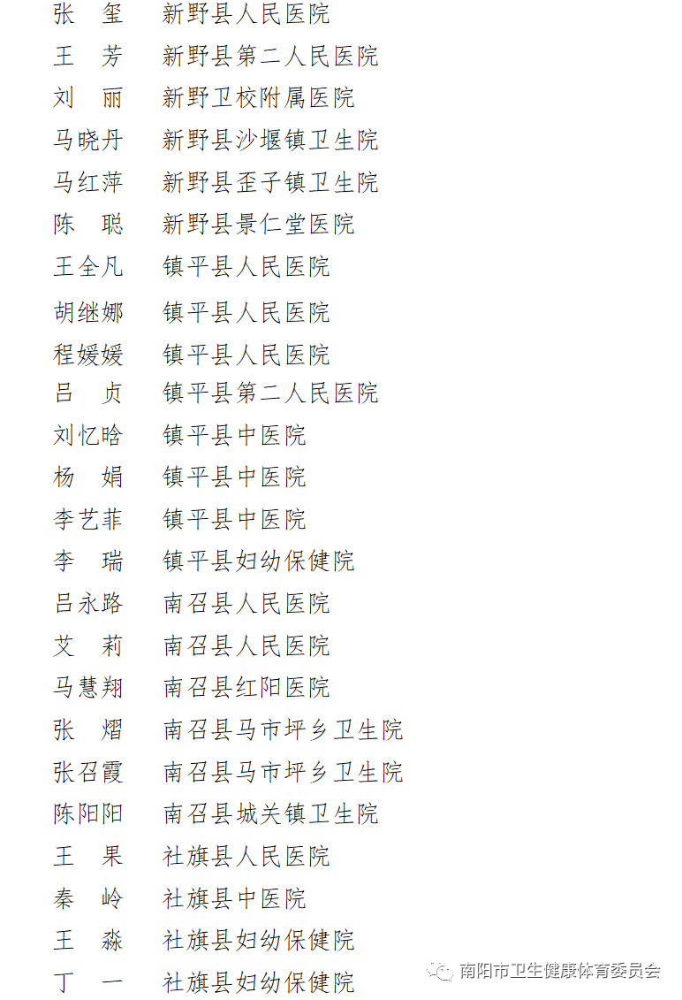 张　玺　新野县人民医院
王　芳　新野县第二人民医院
刘　丽　新野卫校附属医院
马晓丹　新野县沙堰镇卫生院
马红萍　新野县歪子镇卫生院
陈　聪　新野县景仁堂医院
王全凡　镇平县人民医院
胡继娜　镇平县人民医院
程媛媛　镇平县人民医院
吕　贞　镇平县第二人民医院
刘忆晗　镇平县中医院
杨　娟　镇平县中医院
李艺菲　镇平县中医院
李　瑞　镇平县妇幼保健院
吕永路　南召县人民医院
艾　莉　南召县人民医院
马慧翔　南召县红阳医院
张　熠　南召县马市坪乡卫生院
张召霞　南召县马市坪乡卫生院
陈阳阳　南召县城关镇卫生院
王　果　社旗县人民医院
秦　岭　社旗县中医院
王　淼　社旗县妇幼保健院
丁　一　社旗县妇幼保健院
南阳市卫生健康体育委员会